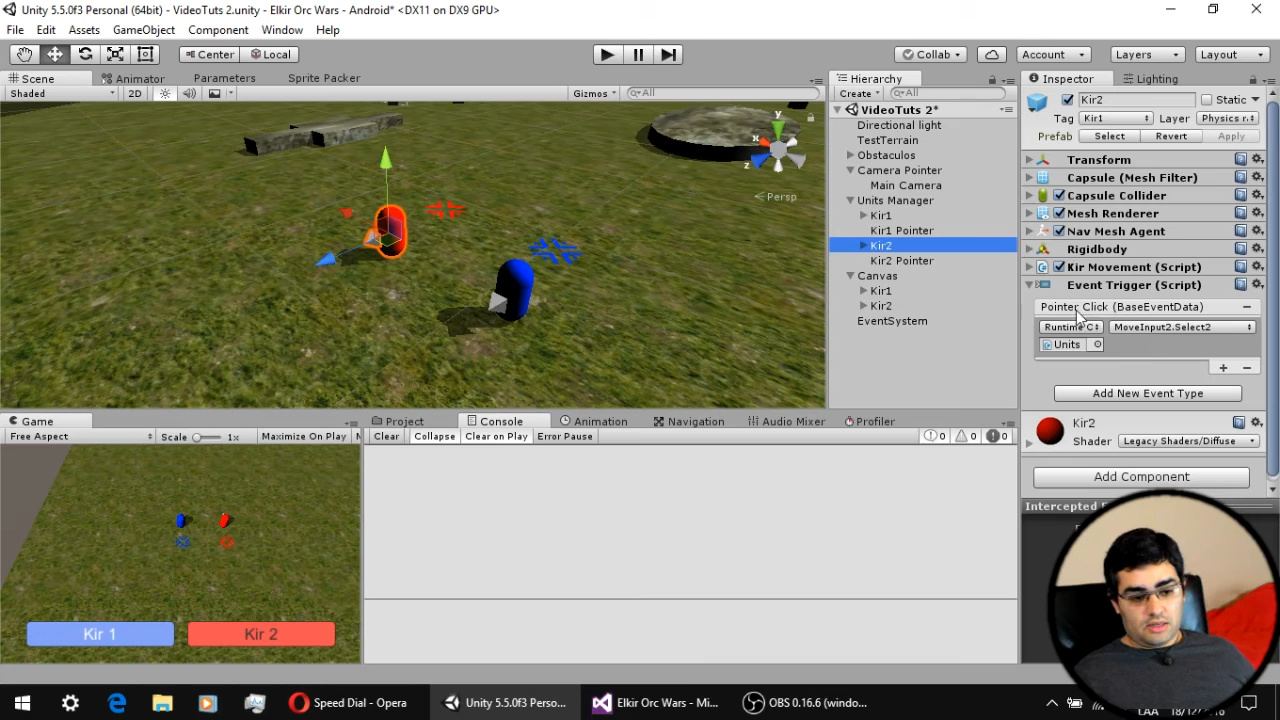 Unity 5.5.0f3 Personal (64bit) - VideoTuts 2.unity - Elkir Orc Wars - Android* <DX11 on DX9 GPU>
File Edit Assets GameObject Component Window Help
Center Local Collab Account Layers Layout
Scene Animator Parameters Sprite Packer
Shaded 2D Gizmos All
y
x
z
Persp
Hierarchy
Create All
VideoTuts 2*
Directional light
TestTerrain
Obstaculos
Camera Pointer
Main Camera
Units Manager
Kir1
Kir1 Pointer
Kir2
Kir2 Pointer
Canvas
Kir1
Kir2
EventSystem
Inspector Lighting
Kir2 Static
Tag Kir1 Layer Physics r
Prefab Select Revert Apply
Transform
Capsule (Mesh Filter)
Capsule Collider
Mesh Renderer
Nav Mesh Agent
Rigidbody
Kir Movement (Script)
Event Trigger (Script)
Pointer Click (BaseEventData)
Runtime C MoveInput2.Select2
Units
Add New Event Type
Kir2
Shader Legacy Shaders/Diffuse
Add Component
Intercepted
Game
Free Aspect Scale 1x Maximize On Play
Kir 1 Kir 2
Project Console Animation Navigation Audio Mixer Profiler
Clear Collapse Clear on Play Error Pause 0 0 0
Speed Dial - Opera Unity 5.5.0f3 Perso... Elkir Orc Wars - Mi... OBS 0.16.6 (windo...
LAA